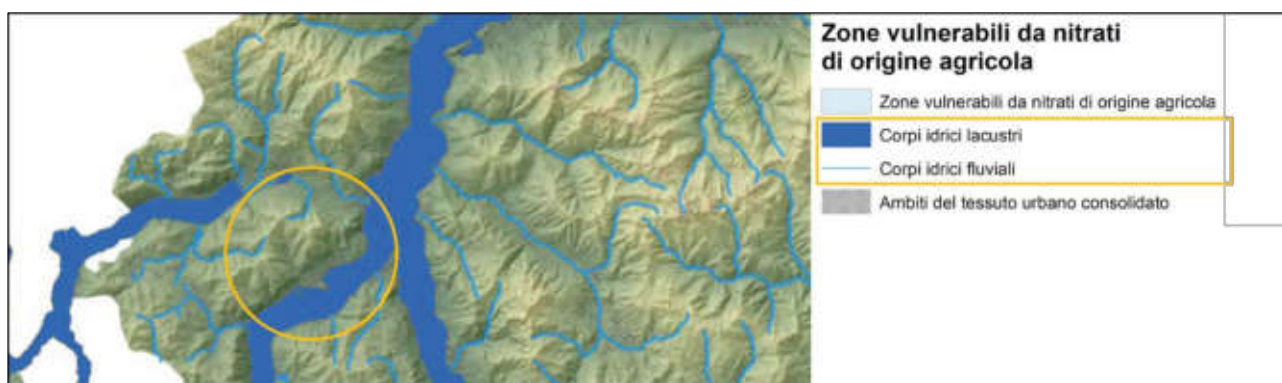 Zone vulnerabili da nitrati
di origine agricola
Zone vulnerabili da nitrati di origine agricola
Corpi idrici lacustri
Corpi idrici fluviali
Ambiti del tessuto urbano consolidato